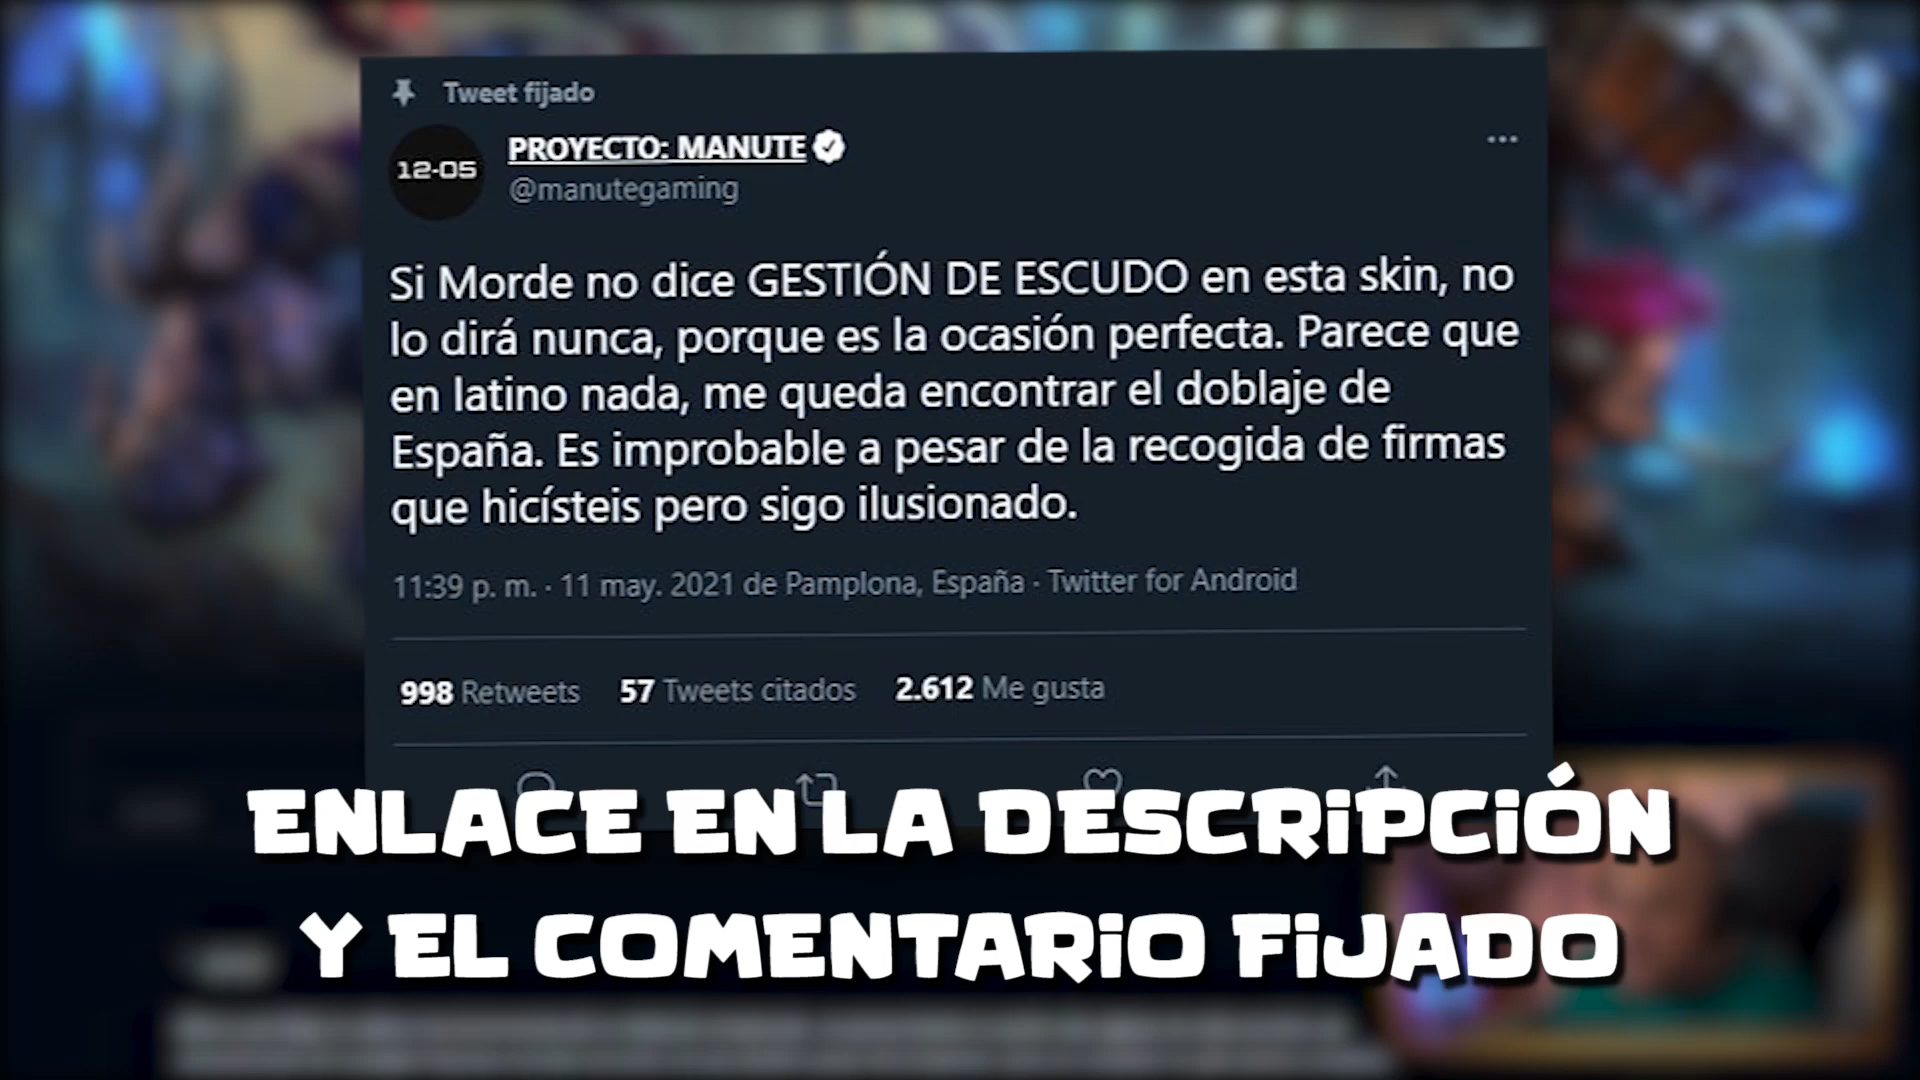 Tweet fijado
12-05
PROYECTO: MANUTE
@manutegaming
Si Morde no dice GESTIÓN DE ESCUDO en esta skin, no
lo dirá nunca, porque es la ocasión perfecta. Parece que
en latino nada, me queda encontrar el doblaje de
España. Es improbable a pesar de la recogida de firmas
que hicísteis pero sigo ilusionado.
11:39 p. m. · 11 may. 2021 de Pamplona, España · Twitter for Android
998 Retweets 57 Tweets citados 2.612 Me gusta
ENLACE EN LA DESCRiPCiÓN
Y EL COMENTARiO FiJADO